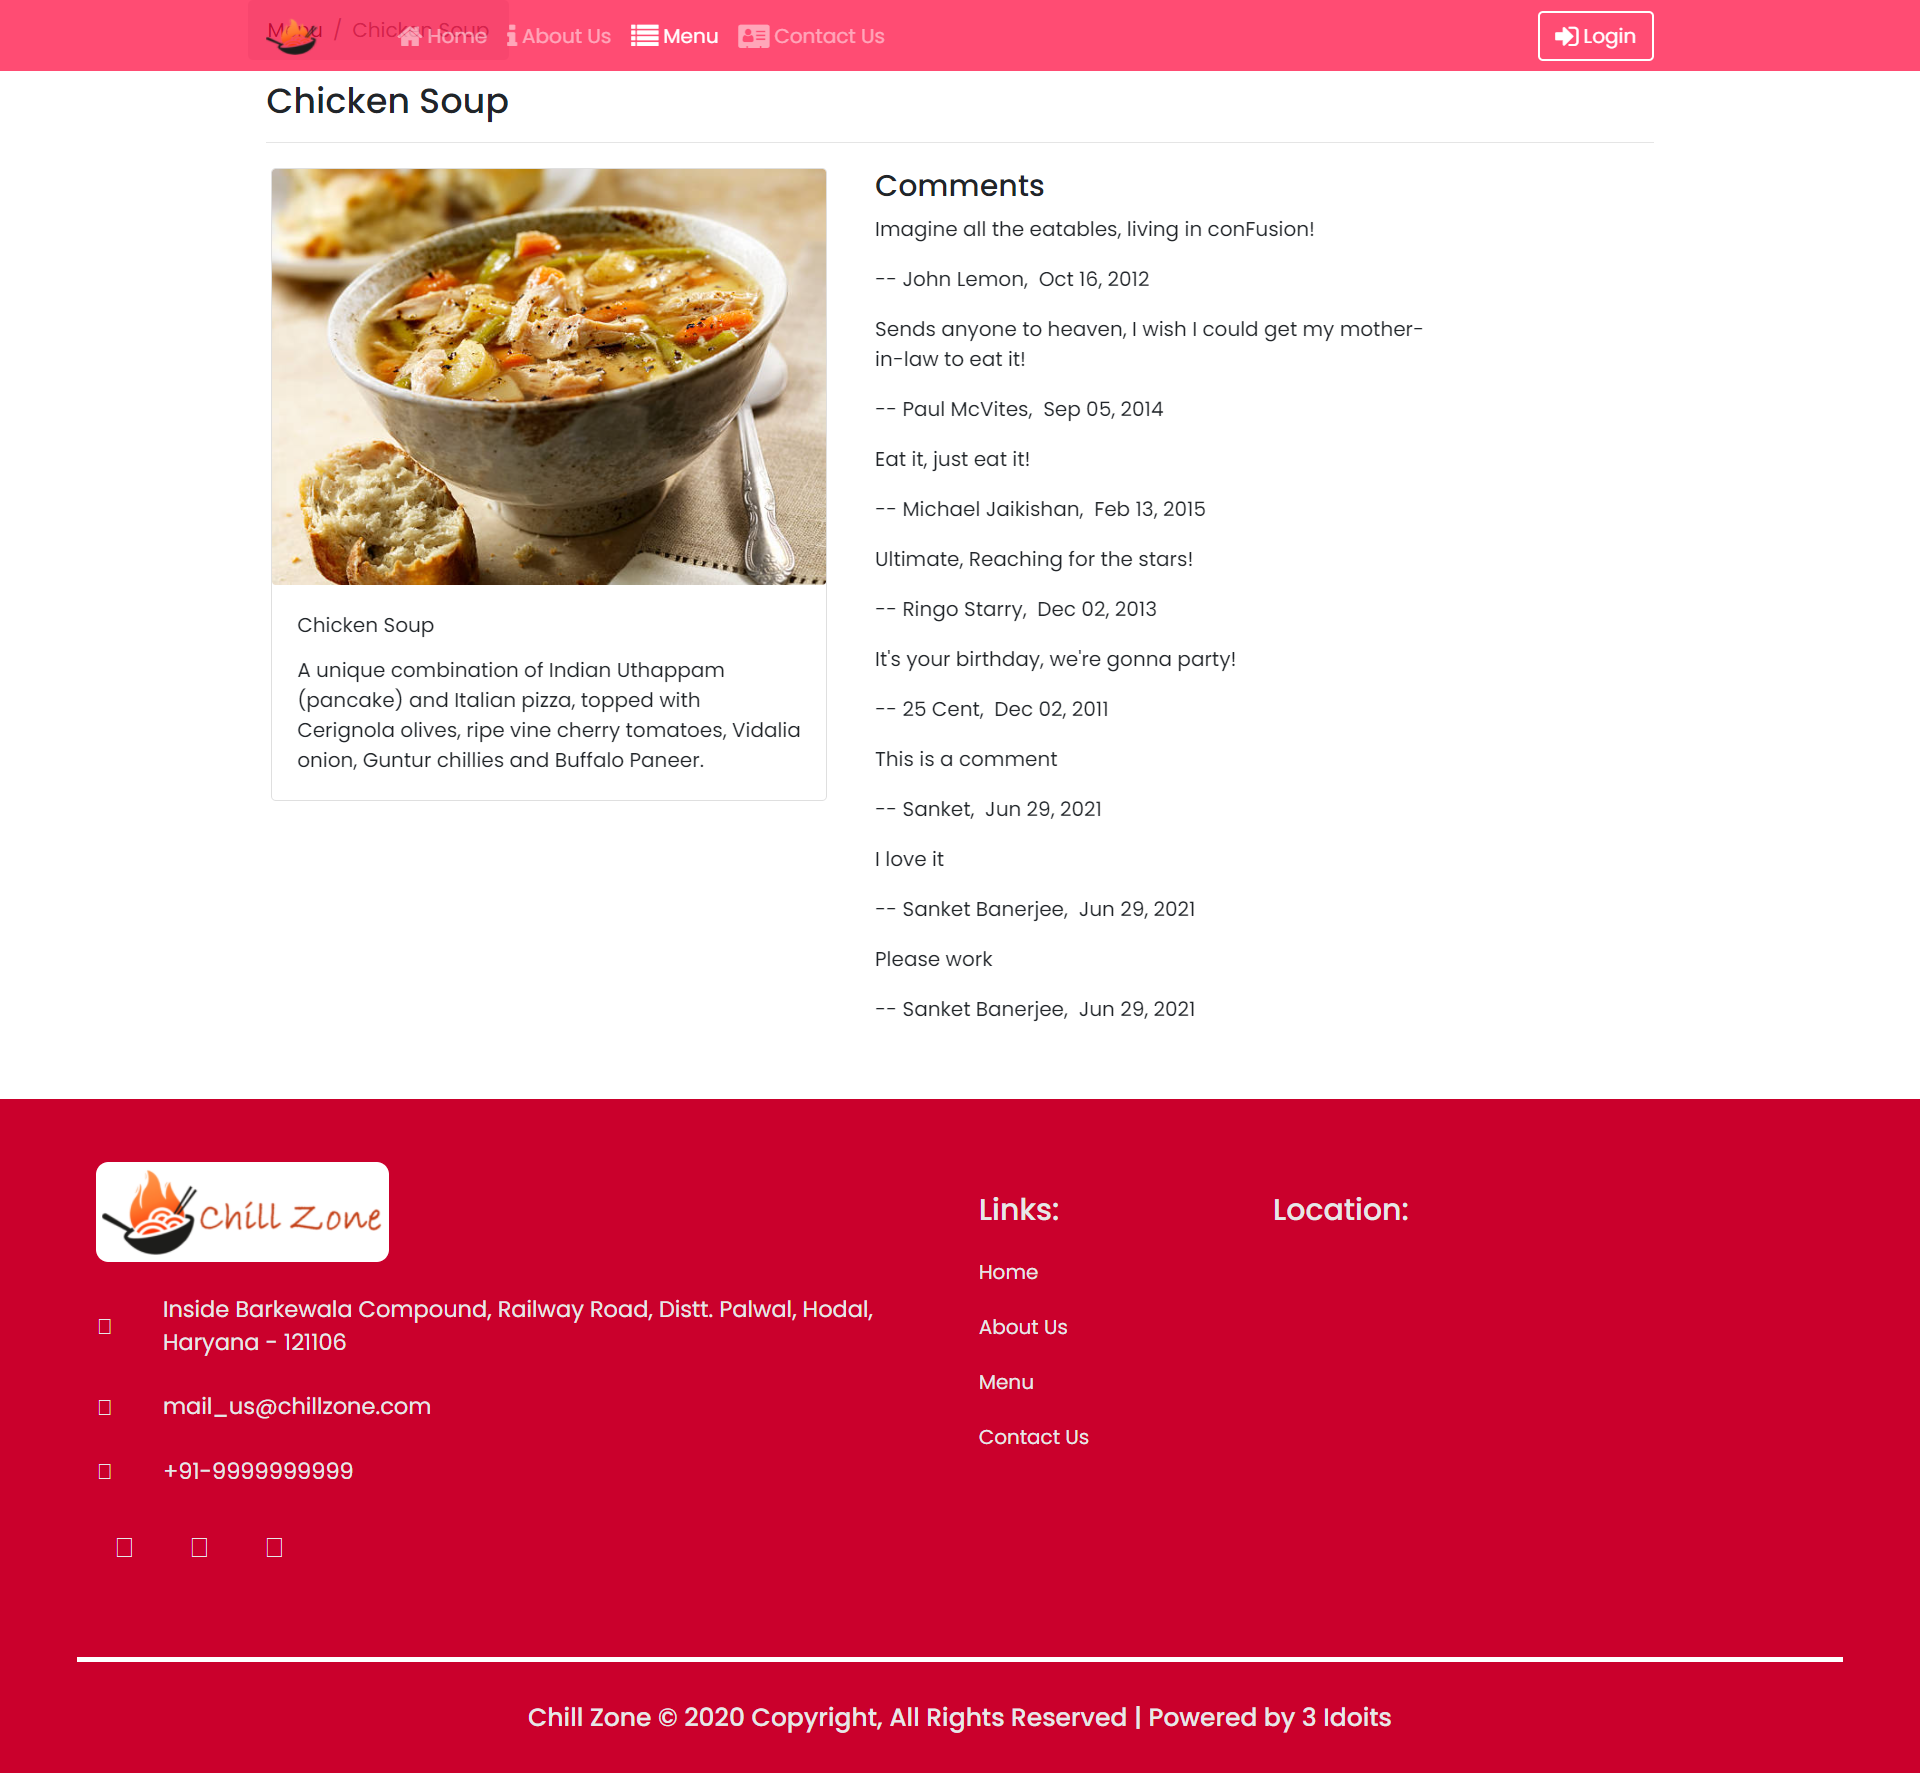 Menu / Chicken Soup
Home About Us Menu Contact Us Login
Chicken Soup
Comments
Imagine all the eatables, living in conFusion!
-- John Lemon, Oct 16, 2012
Sends anyone to heaven, I wish I could get my mother-
in-law to eat it!
-- Paul McVites, Sep 05, 2014
Eat it, just eat it!
-- Michael Jaikishan, Feb 13, 2015
Ultimate, Reaching for the stars!
-- Ringo Starry, Dec 02, 2013
It's your birthday, we're gonna party!
-- 25 Cent, Dec 02, 2011
This is a comment
-- Sanket, Jun 29, 2021
I love it
-- Sanket Banerjee, Jun 29, 2021
Please work
-- Sanket Banerjee, Jun 29, 2021
Chicken Soup
A unique combination of Indian Uthappam
(pancake) and Italian pizza, topped with
Cerignola olives, ripe vine cherry tomatoes, Vidalia
onion, Guntur chillies and Buffalo Paneer.
Chill Zone
Inside Barkewala Compound, Railway Road, Distt. Palwal, Hodal,
Haryana - 121106
mail_us@chillzone.com
+91-9999999999
Links:
Home
About Us
Menu
Contact Us
Location:
Chill Zone © 2020 Copyright, All Rights Reserved | Powered by 3 Idoits